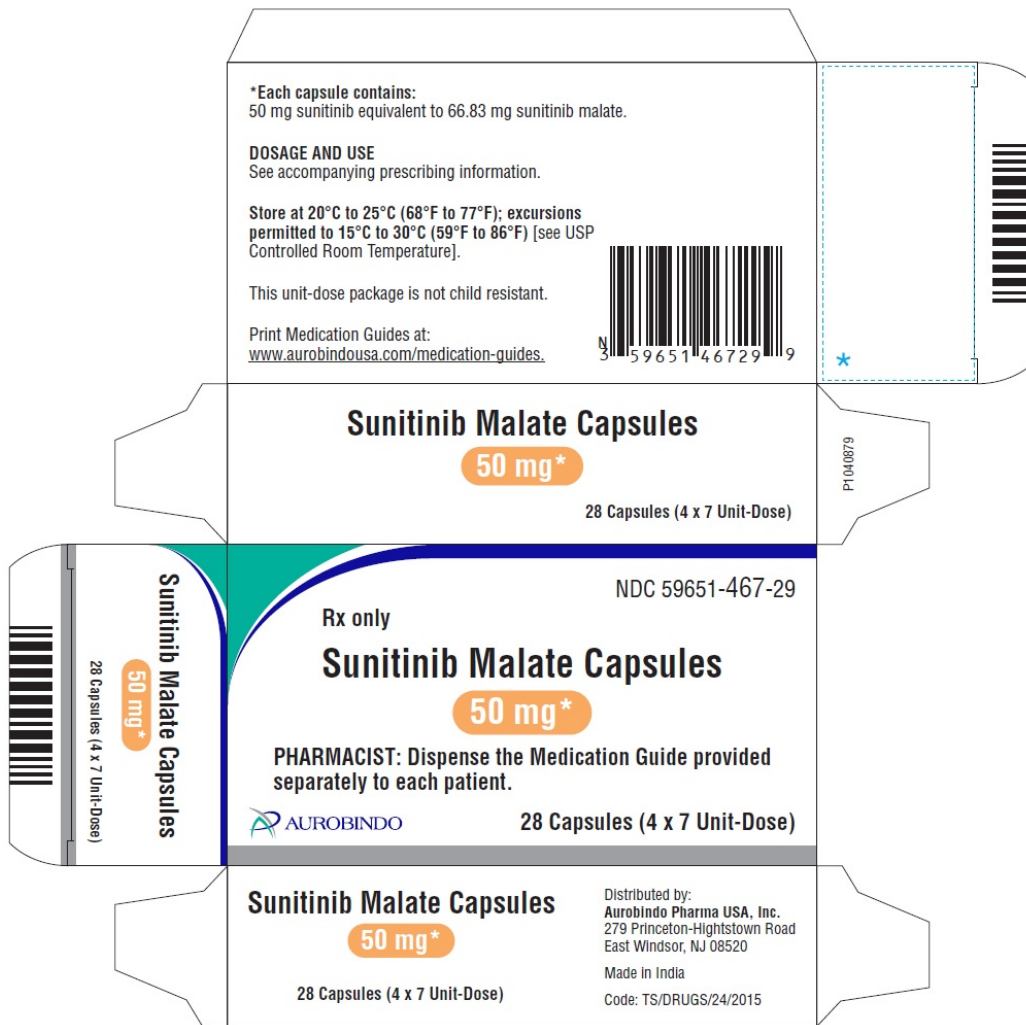 *Each capsule contains:
50 mg sunitinib equivalent to 66.83 mg sunitinib malate.
DOSAGE AND USE
See accompanying prescribing information.
Store at 20°C to 25°C (68°F to 77°F); excursions
permitted to 15°C to 30°C (59°F to 86°F) [see USP
Controlled Room Temperature].
This unit-dose package is not child resistant.
Print Medication Guides at:
www.aurobindousa.com/medication-guides.
N
3 59651 46729 9
*
Sunitinib Malate Capsules
50 mg*
28 Capsules (4 x 7 Unit-Dose)
P1040879
Sunitinib Malate Capsules
50 mg*
28 Capsules (4 x 7 Unit-Dose)
NDC 59651-467-29
Rx only
Sunitinib Malate Capsules
50 mg*
PHARMACIST: Dispense the Medication Guide provided
separately to each patient.
AUROBINDO
28 Capsules (4 x 7 Unit-Dose)
Sunitinib Malate Capsules
50 mg*
28 Capsules (4 x 7 Unit-Dose)
Distributed by:
Aurobindo Pharma USA, Inc.
279 Princeton-Hightstown Road
East Windsor, NJ 08520
Made in India
Code: TS/DRUGS/24/2015